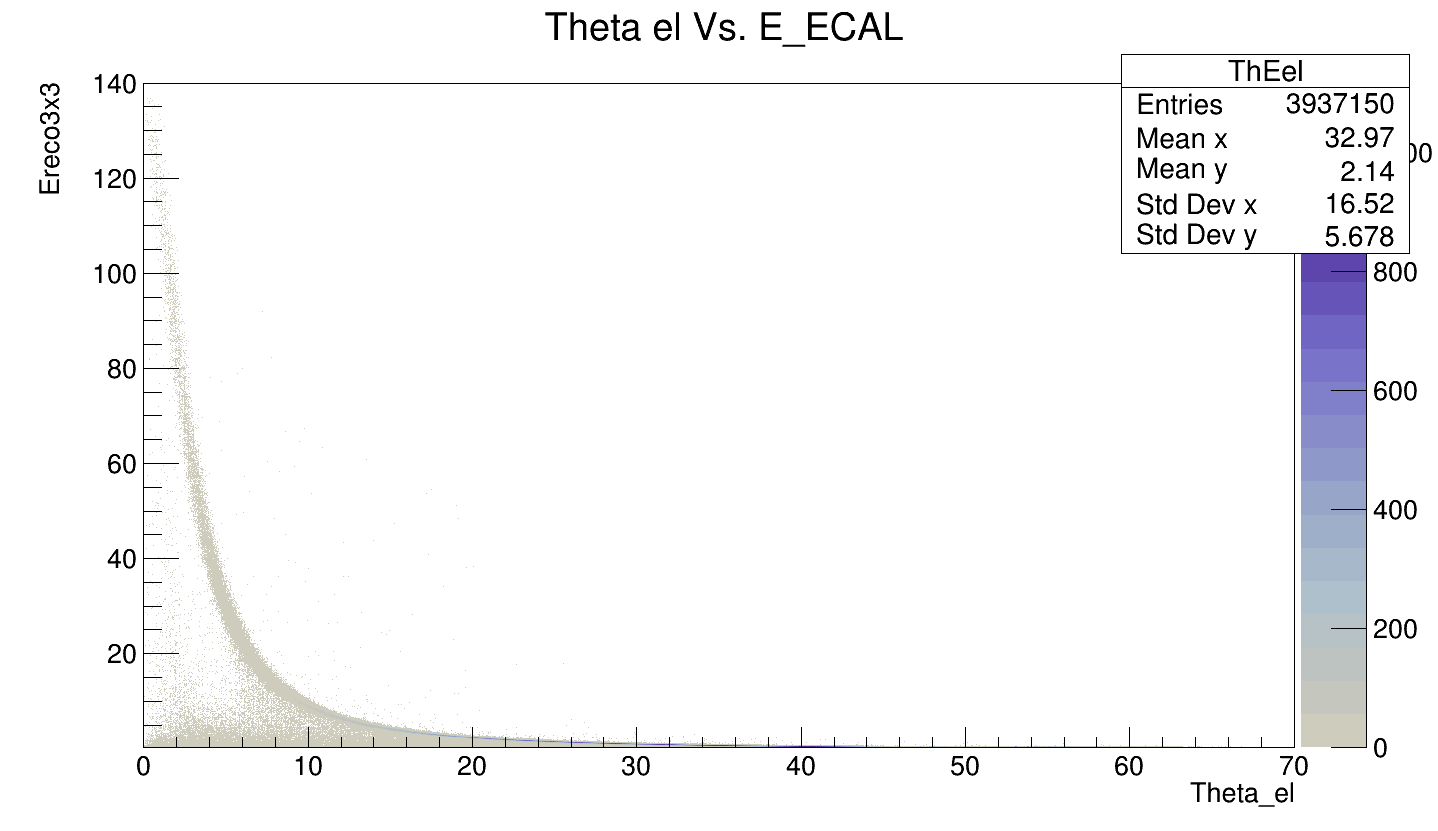 Theta el Vs. E_ECAL
Ereco3x3
ThEel
Entries 3937150
Mean x 32.97
Mean y 2.14
Std Dev x 16.52
Std Dev y 5.678
140
120
100
80
60
40
20
0 10 20 30 40 50 60 70
Theta_el
00
800
600
400
200
0